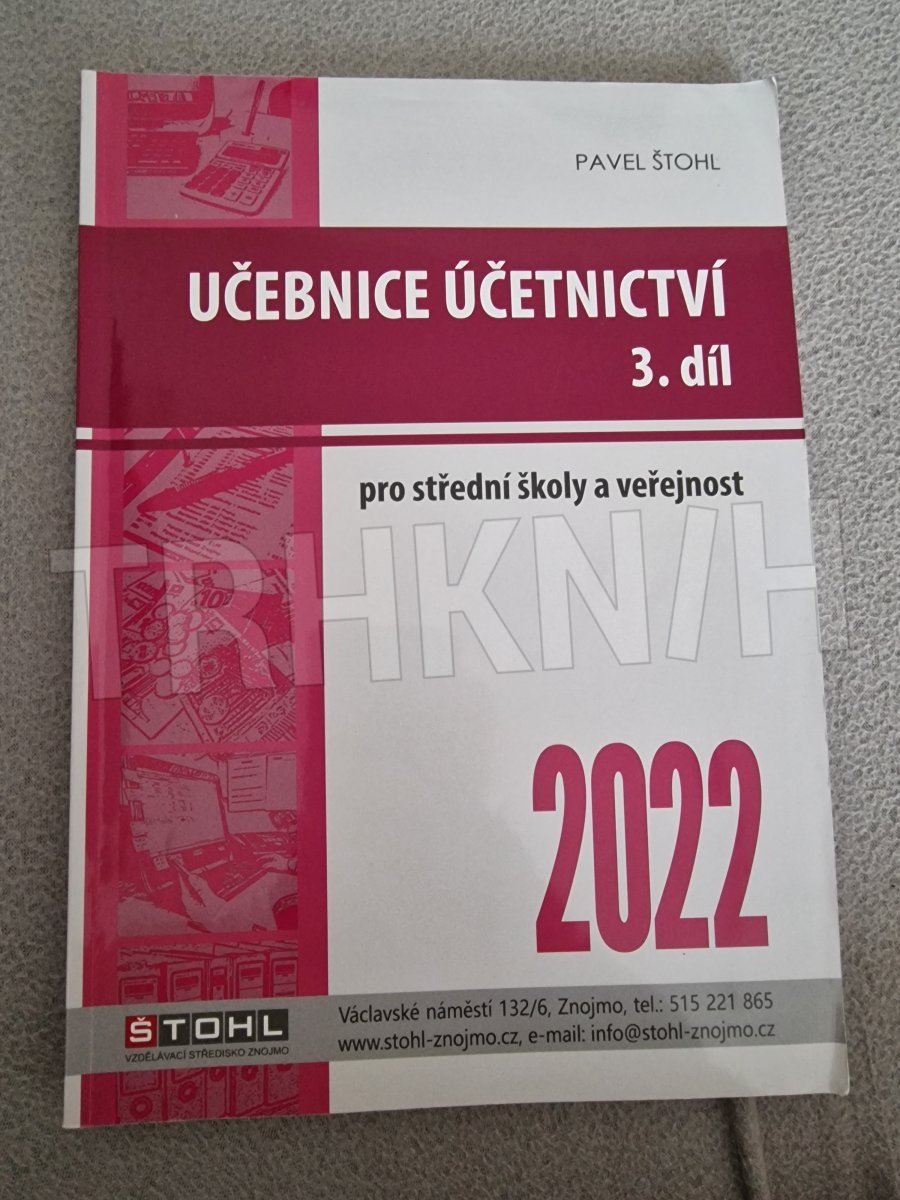 PAVEL ŠTOHL
UČEBNICE ÚČETNICTVÍ
3. díl
pro střední školy a veřejnost
TRHKNIH
2022
ŠTOHL
VZDĚLÁVACÍ STŘEDISKO ZNOJMO
Václavské náměstí 132/6, Znojmo, tel.: 515 221 865
www.stohl-znojmo.cz, e-mail: info@stohl-znojmo.cz